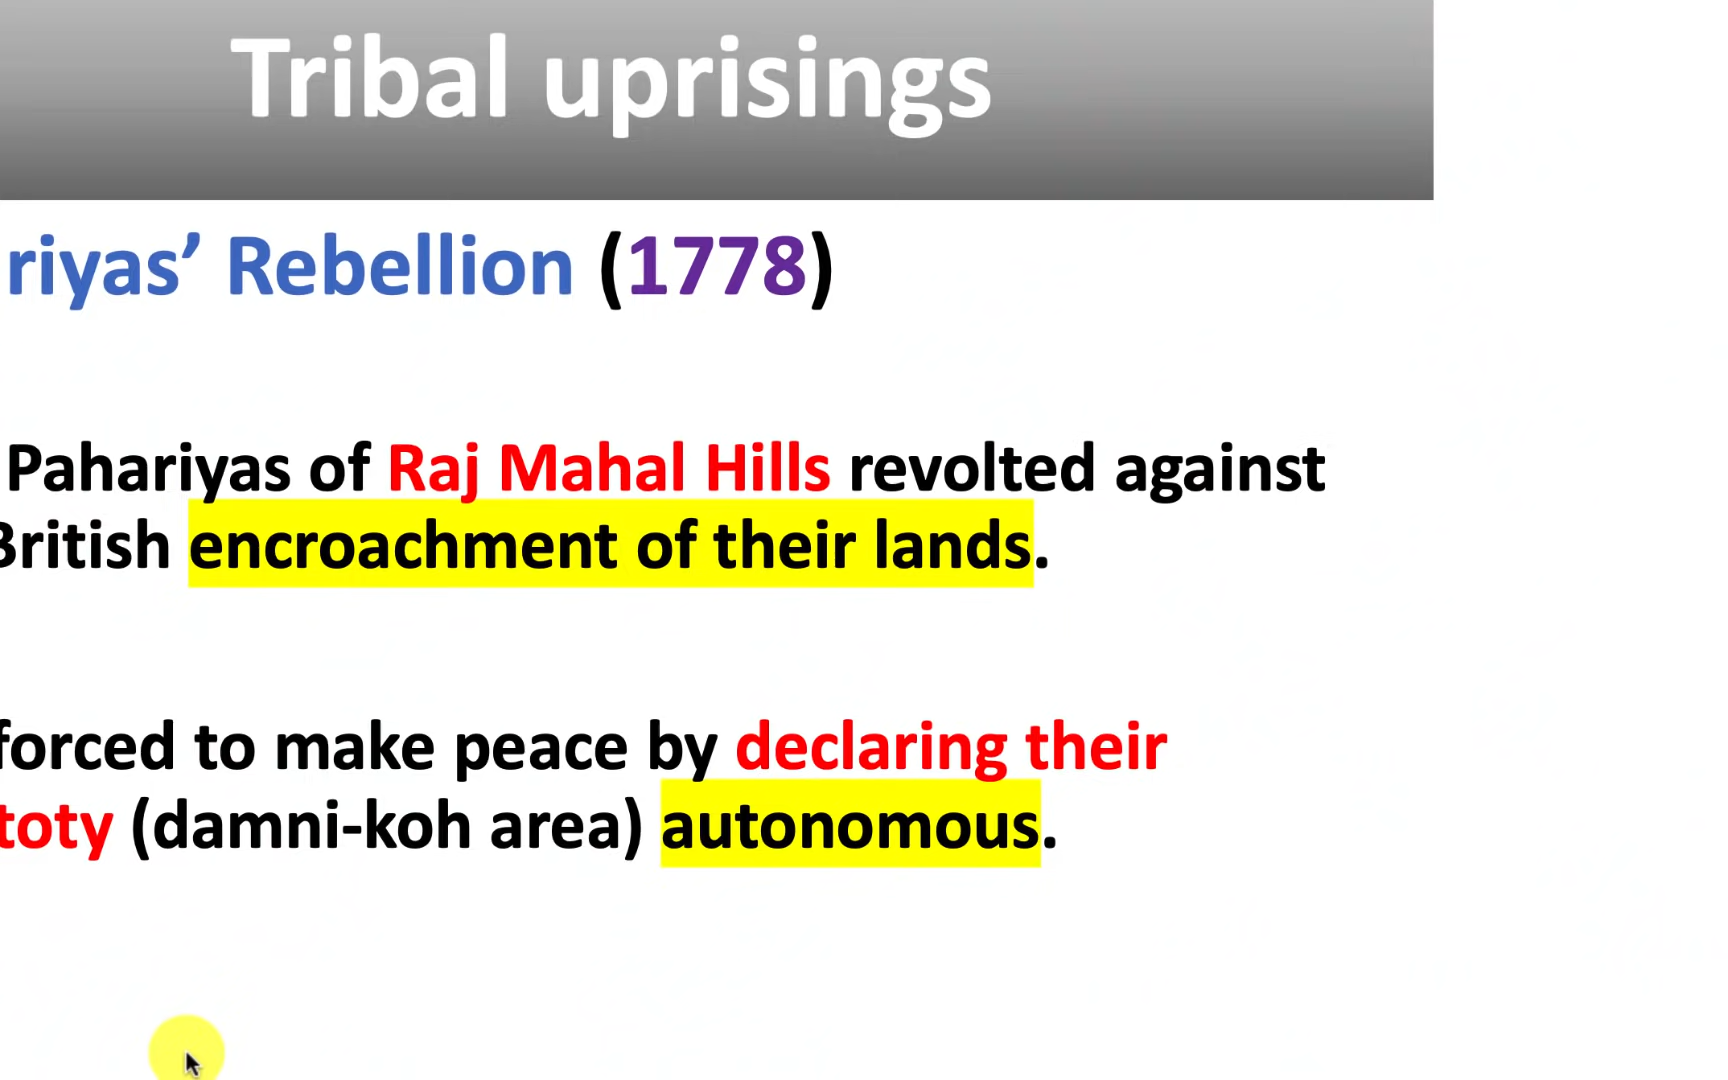 Tribal uprisings
riyas’ Rebellion (1778)
Pahariyas of Raj Mahal Hills revolted against
British encroachment of their lands.
forced to make peace by declaring their
toty (damni-koh area) autonomous.